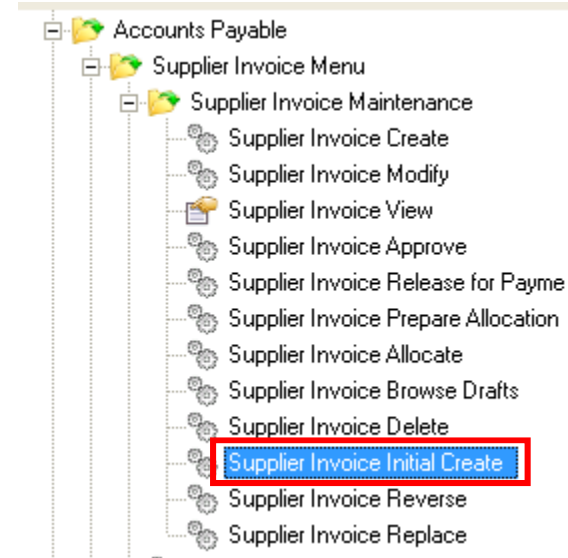 Accounts Payable
Supplier Invoice Menu
Supplier Invoice Maintenance
Supplier Invoice Create
Supplier Invoice Modify
Supplier Invoice View
Supplier Invoice Approve
Supplier Invoice Release for Payme
Supplier Invoice Prepare Allocation
Supplier Invoice Allocate
Supplier Invoice Browse Drafts
Supplier Invoice Delete
Supplier Invoice Initial Create
Supplier Invoice Reverse
Supplier Invoice Replace